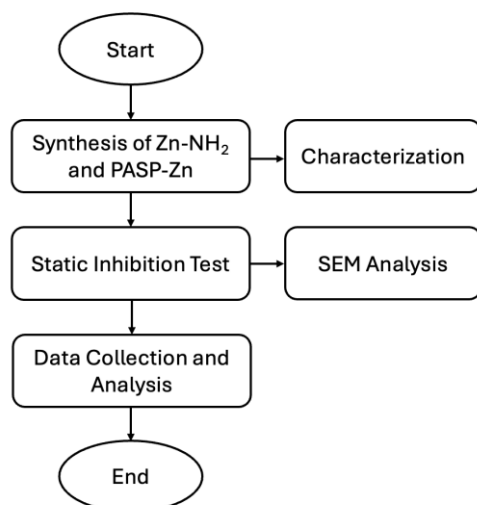 Start
Synthesis of Zn-NH₂
and PASP-Zn
Characterization
Static Inhibition Test
SEM Analysis
Data Collection and
Analysis
End